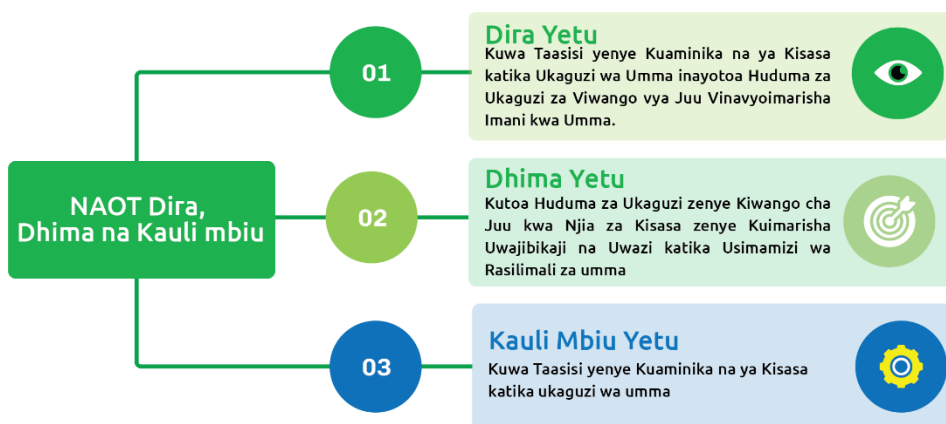 NAOT Dira,
Dhima na Kauli mbiu
01
Dira Yetu
Kuwa Taasisi yenye Kuaminika na ya Kisasa
katika Ukaguzi wa Umma inayotoa Huduma za
Ukaguzi za Viwango vya Juu Vinavyoimarisha
Imani kwa Umma.
02
Dhima Yetu
Kutoa Huduma za Ukaguzi zenye Kiwango cha
Juu kwa Njia za Kisasa zenye Kuimarisha
Uwajibikaji na Uwazi katika Usimamizi wa
Rasilimali za umma
03
Kauli Mbiu Yetu
Kuwa Taasisi yenye Kuaminika na ya Kisasa
katika ukaguzi wa umma